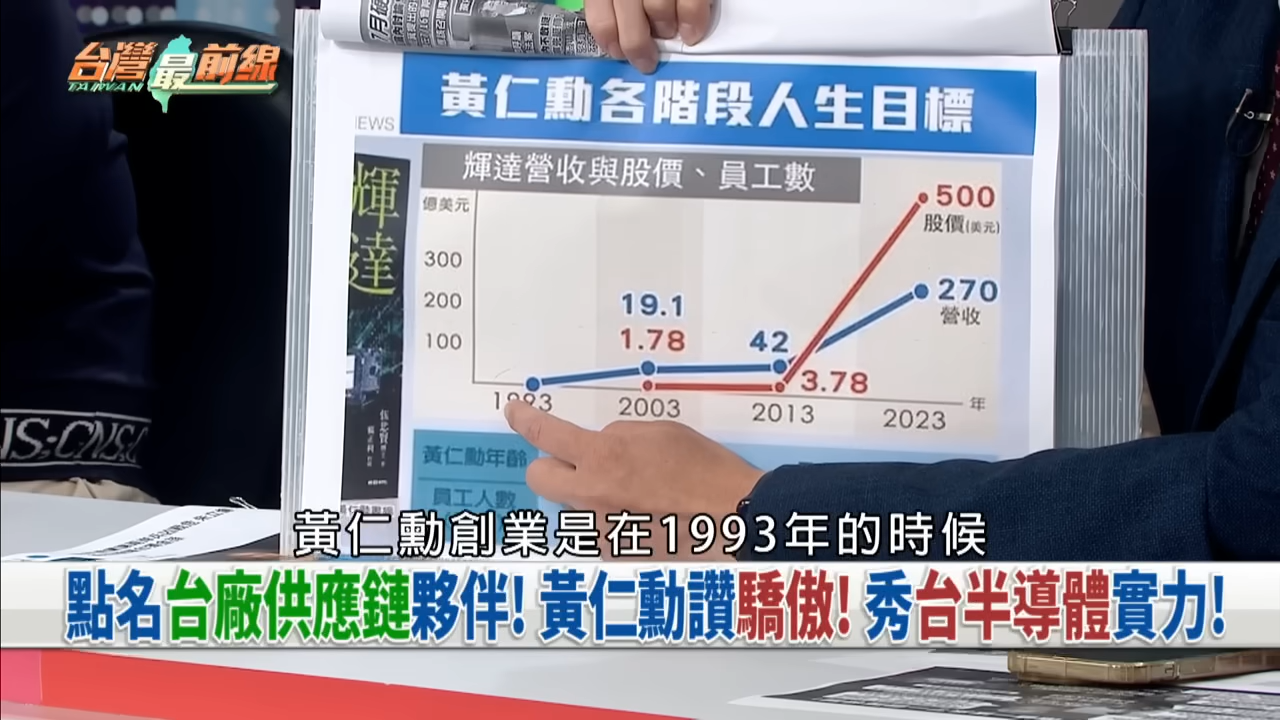 台灣最前線
TAIWAN
EWS
黃仁勳各階段人生目標
輝達營收與股價、員工數
輝達
億美元
300
200
100
19.1
1.78
42
3.78
500
股價(美元)
270
營收
1993
2003
2013
2023
年
黃仁勳年齡
員工人數
黃仁勳創業是在1993年的時候
點名台廠供應鏈夥伴!黃仁勳讚驕傲!秀台半導體實力!